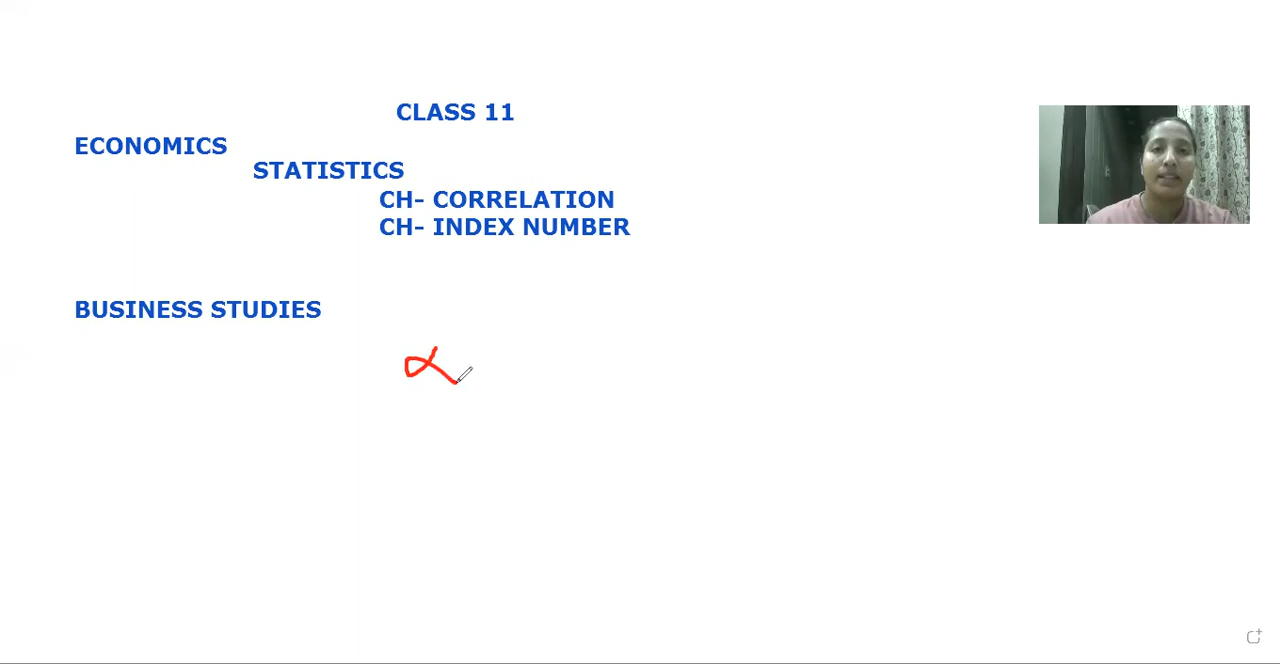 CLASS 11
ECONOMICS
STATISTICS
CH- CORRELATION
CH- INDEX NUMBER
BUSINESS STUDIES